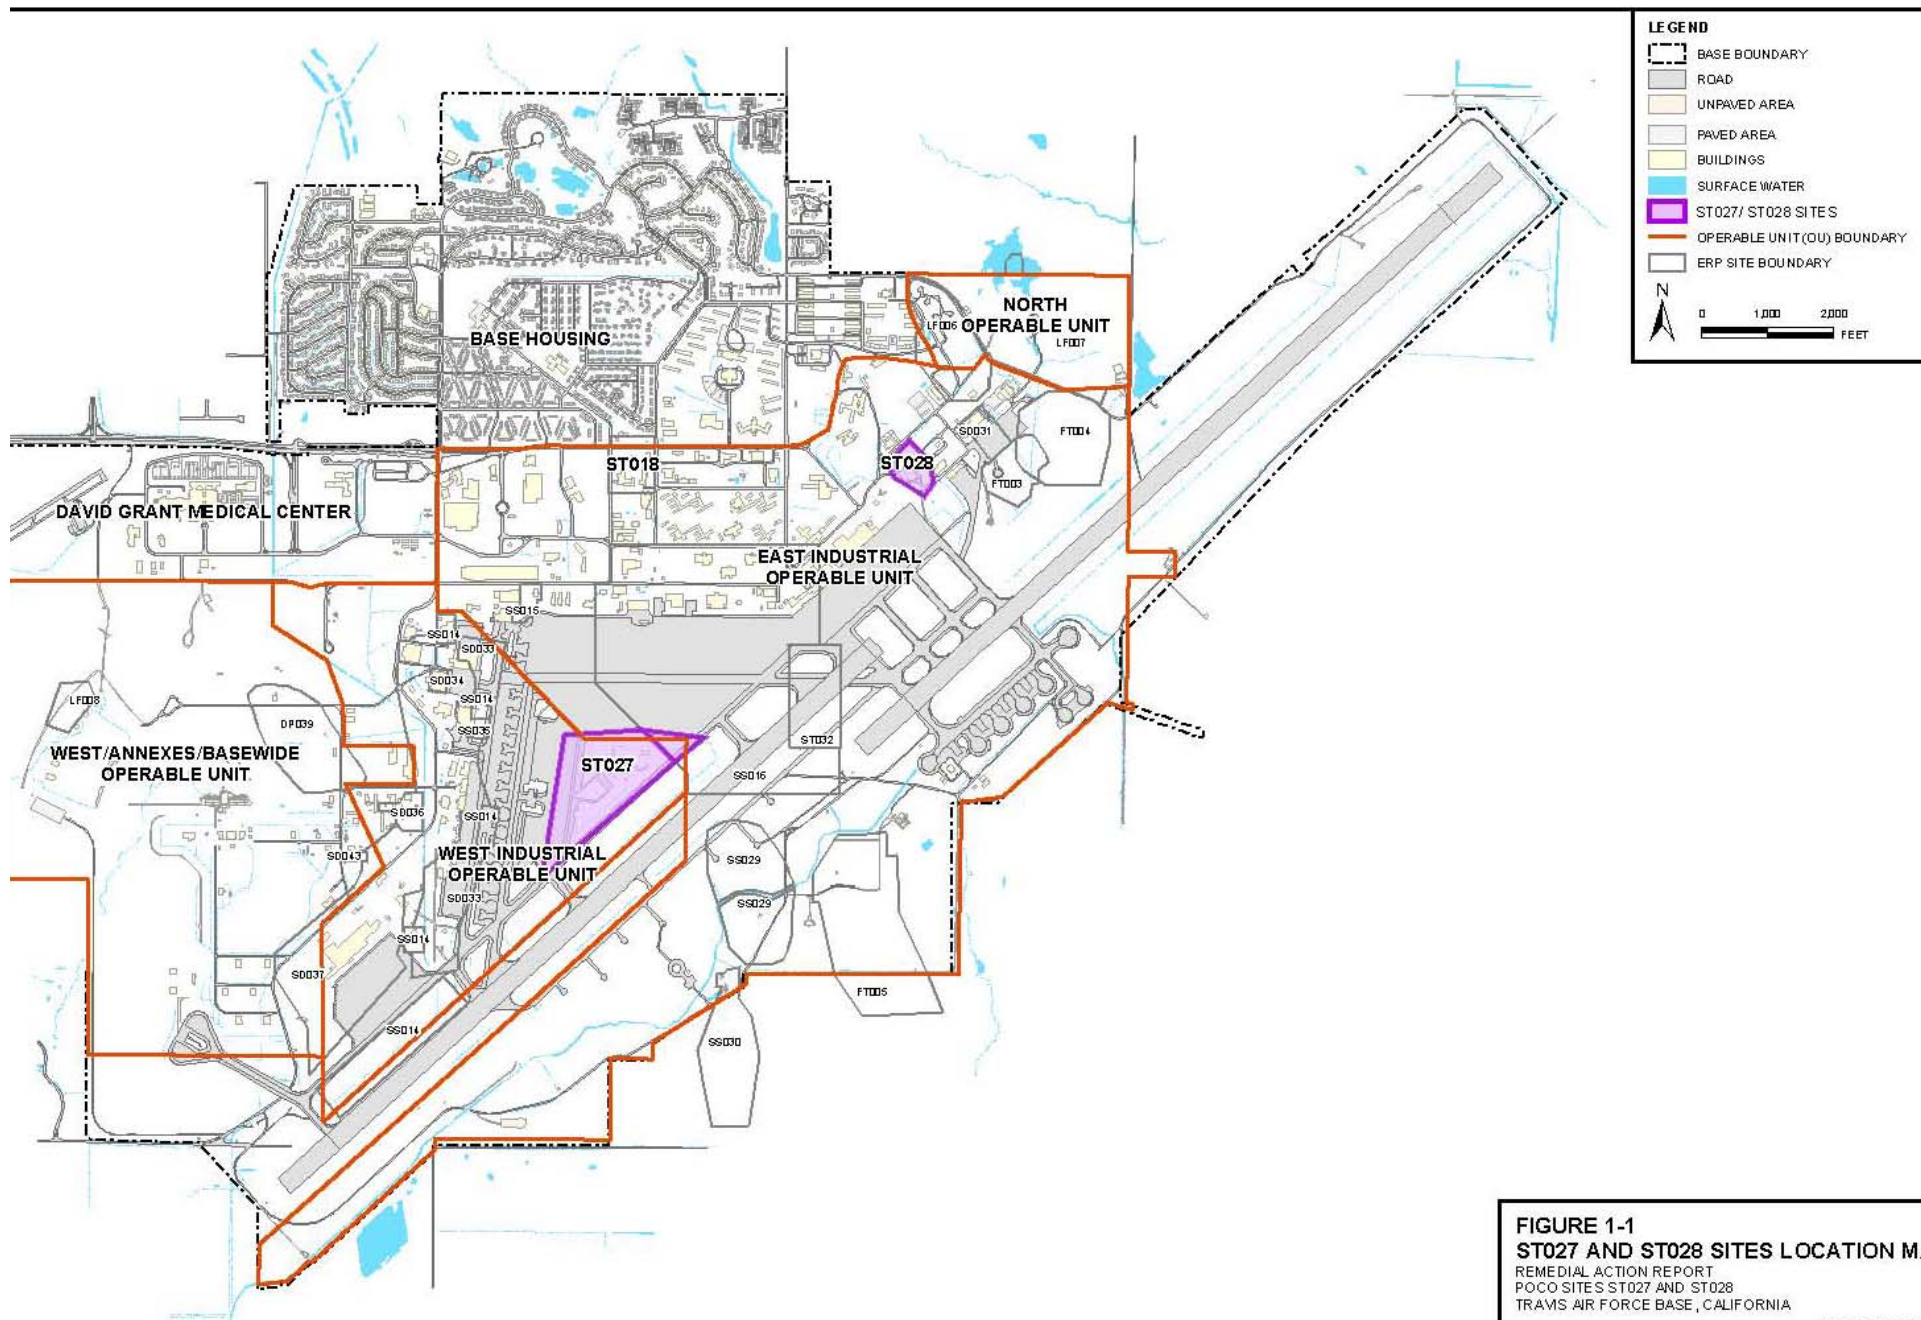 LEGEND
BASE BOUNDARY
ROAD
UNPAVED AREA
PAVED AREA
BUILDINGS
SURFACE WATER
ST027/ ST028 SITES
OPERABLE UNIT (OU) BOUNDARY
ERP SITE BOUNDARY
N
0 1,000 2,000
FEET
NORTH
OPERABLE UNIT
LF006
LF007
BASE HOUSING
SD031
FT004
ST028
FT003
ST018
DAVID GRANT MEDICAL CENTER
EAST INDUSTRIAL
OPERABLE UNIT
SS015
SS014
SD033
SD034
SS014
LF008
DP039
SS035
ST032
WEST/ANNEXES/BASEWIDE
OPERABLE UNIT
ST027
SS016
SD036
SS014
SD043
WEST INDUSTRIAL
OPERABLE UNIT
SS029
SD033
SS029
SS014
SD037
FT005
SS014
SS030
FIGURE 1-1
ST027 AND ST028 SITES LOCATION
REMEDIAL ACTION REPORT
POCO SITES ST027 AND ST028
TRAVIS AIR FORCE BASE, CALIFORNIA